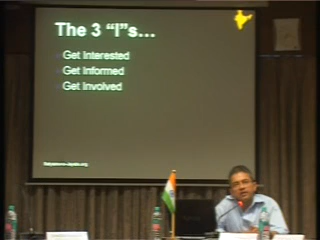 The 3 "I"s...
Get Interested
Get Informed
Get Involved